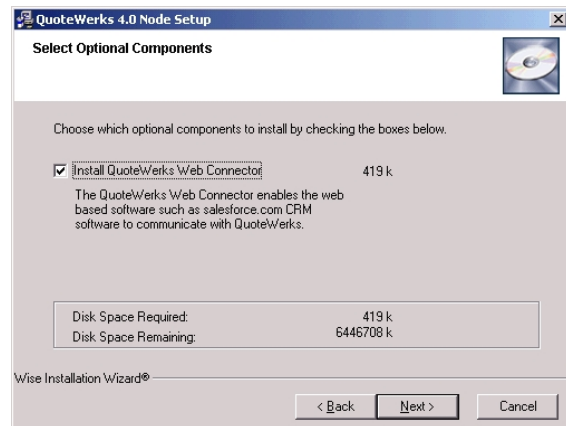 QuoteWerks 4.0 Node Setup
Select Optional Components
Choose which optional components to install by checking the boxes below.
Install QuoteWerks Web Connector 419 k
The QuoteWerks Web Connector enables the web
based software such as salesforce.com CRM
software to communicate with QuoteWerks.
Disk Space Required: 419 k
Disk Space Remaining: 6446708 k
Wise Installation Wizard®
< Back Next > Cancel